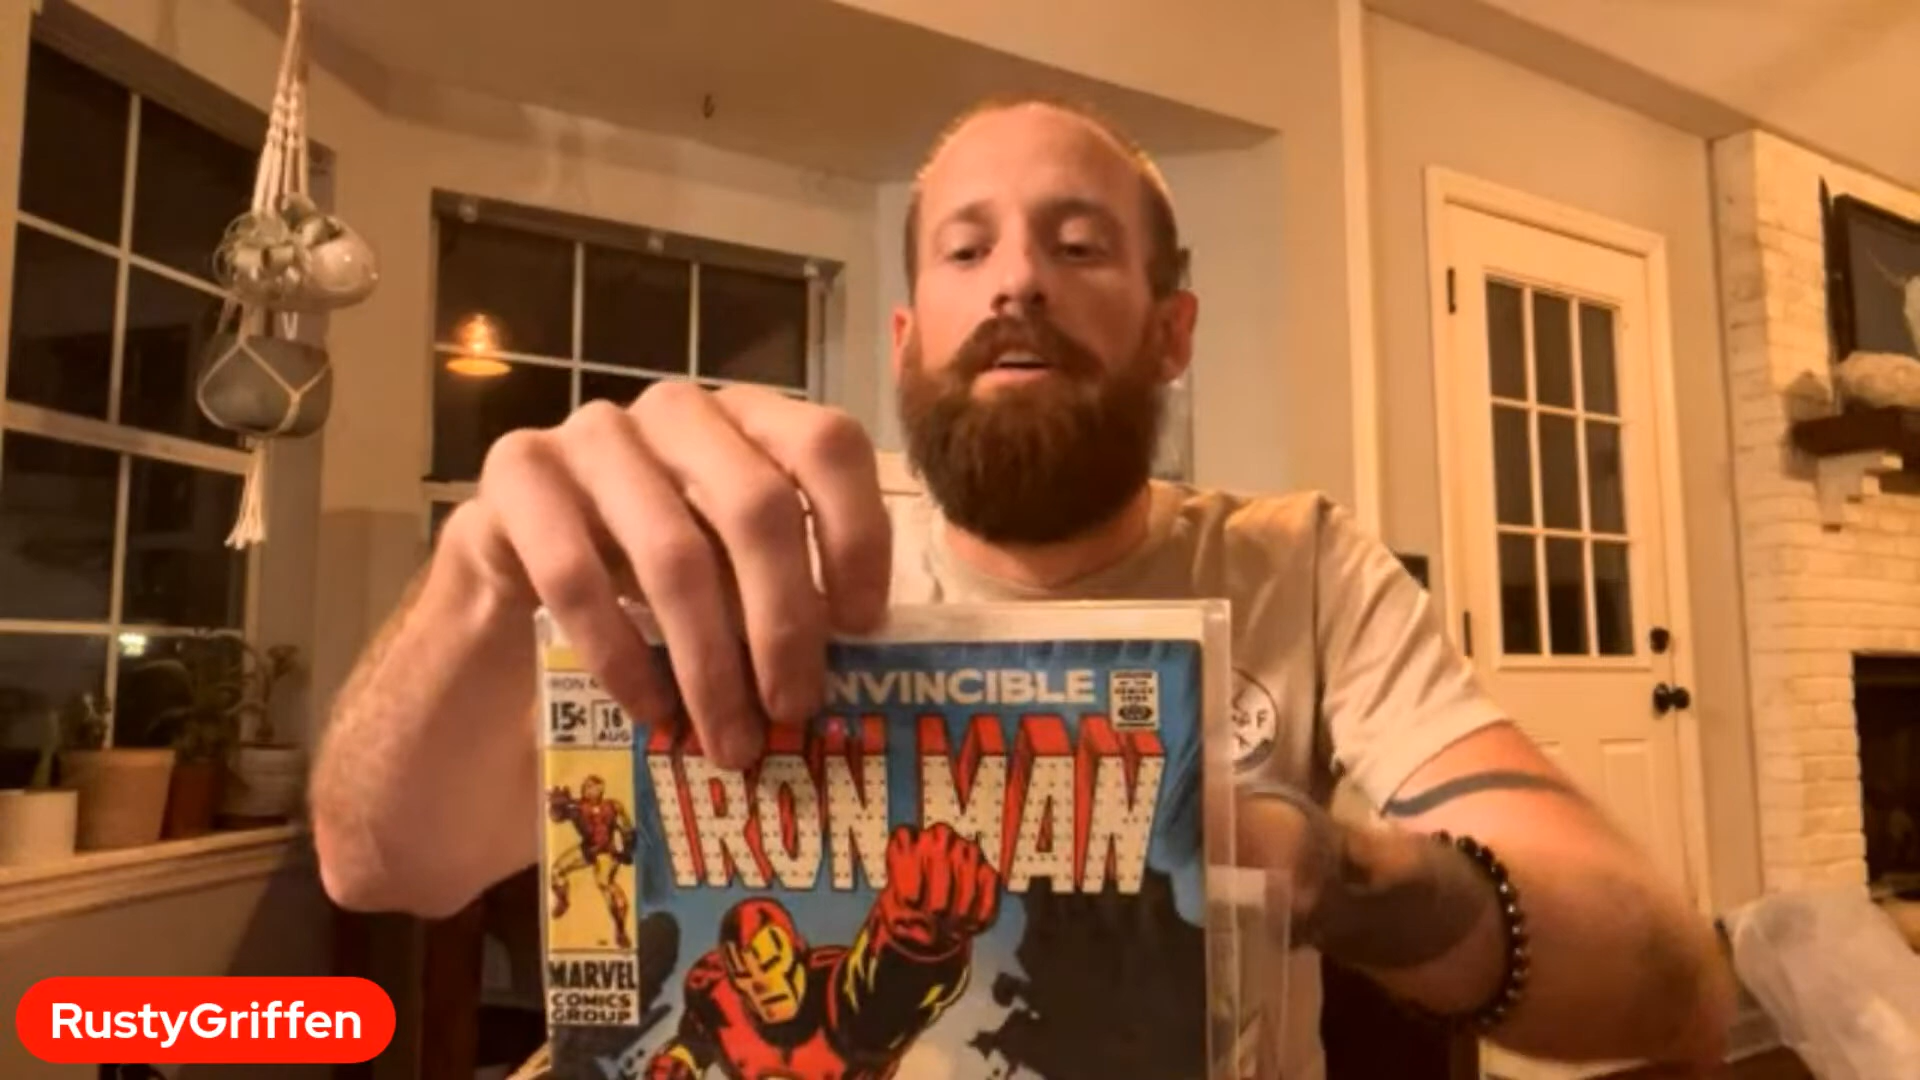 INVINCIBLE
IRON MAN
15¢
16
AUG
MARVEL
COMICS
GROUP
RustyGriffen